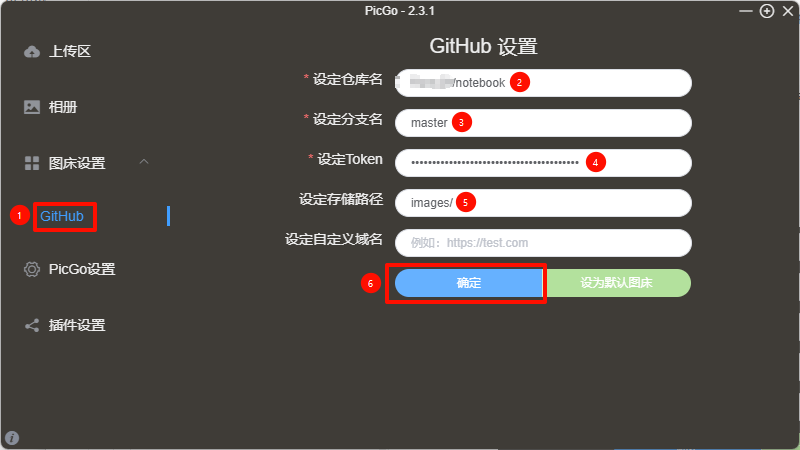 PicGo - 2.3.1
上传区
相册
图床设置
1 GitHub
PicGo设置
插件设置
GitHub 设置
* 设定仓库名 /notebook 2
* 设定分支名 master 3
* 设定Token ••••••••••••••••••••••••••••••••••••••• 4
设定存储路径 images/ 5
设定自定义域名 例如：https://test.com
6 确定 设为默认图床